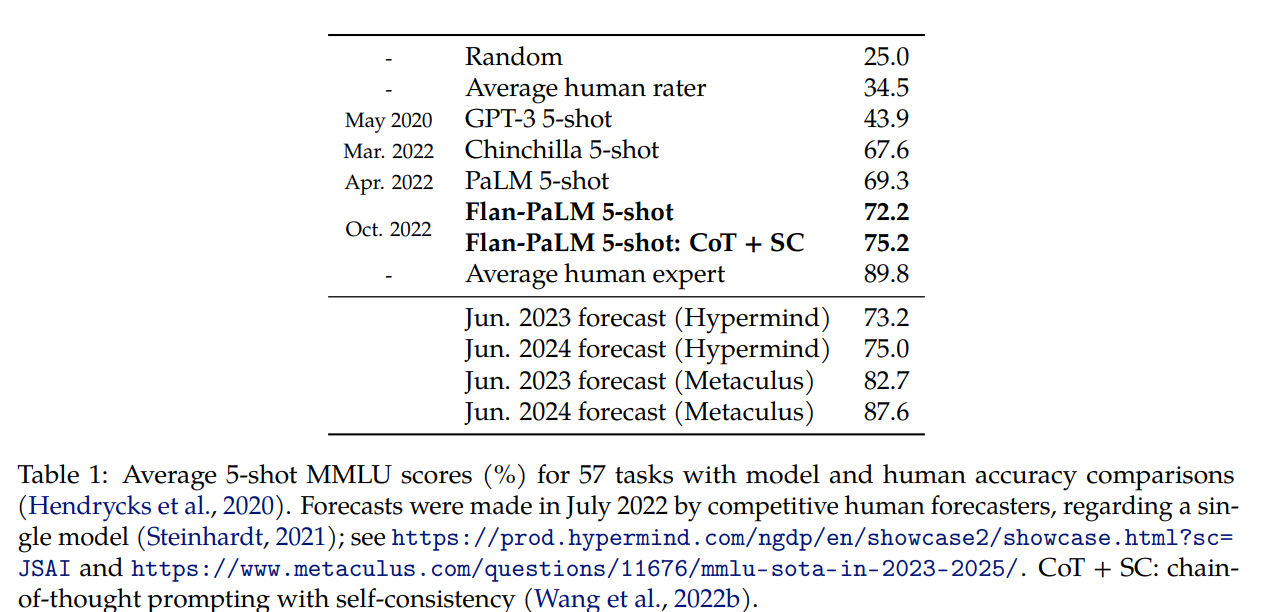 - Random 25.0
- Average human rater 34.5
May 2020 GPT-3 5-shot 43.9
Mar. 2022 Chinchilla 5-shot 67.6
Apr. 2022 PaLM 5-shot 69.3
Oct. 2022 Flan-PaLM 5-shot 72.2
Flan-PaLM 5-shot: CoT + SC 75.2
- Average human expert 89.8
Jun. 2023 forecast (Hypermind) 73.2
Jun. 2024 forecast (Hypermind) 75.0
Jun. 2023 forecast (Metaculus) 82.7
Jun. 2024 forecast (Metaculus) 87.6
Table 1: Average 5-shot MMLU scores (%) for 57 tasks with model and human accuracy comparisons
(Hendrycks et al., 2020). Forecasts were made in July 2022 by competitive human forecasters, regarding a sin-
gle model (Steinhardt, 2021); see https://prod.hypermind.com/ngdp/en/showcase2/showcase.html?sc=
JSAI and https://www.metaculus.com/questions/11676/mmlu-sota-in-2023-2025/. CoT + SC: chain-
of-thought prompting with self-consistency (Wang et al., 2022b).